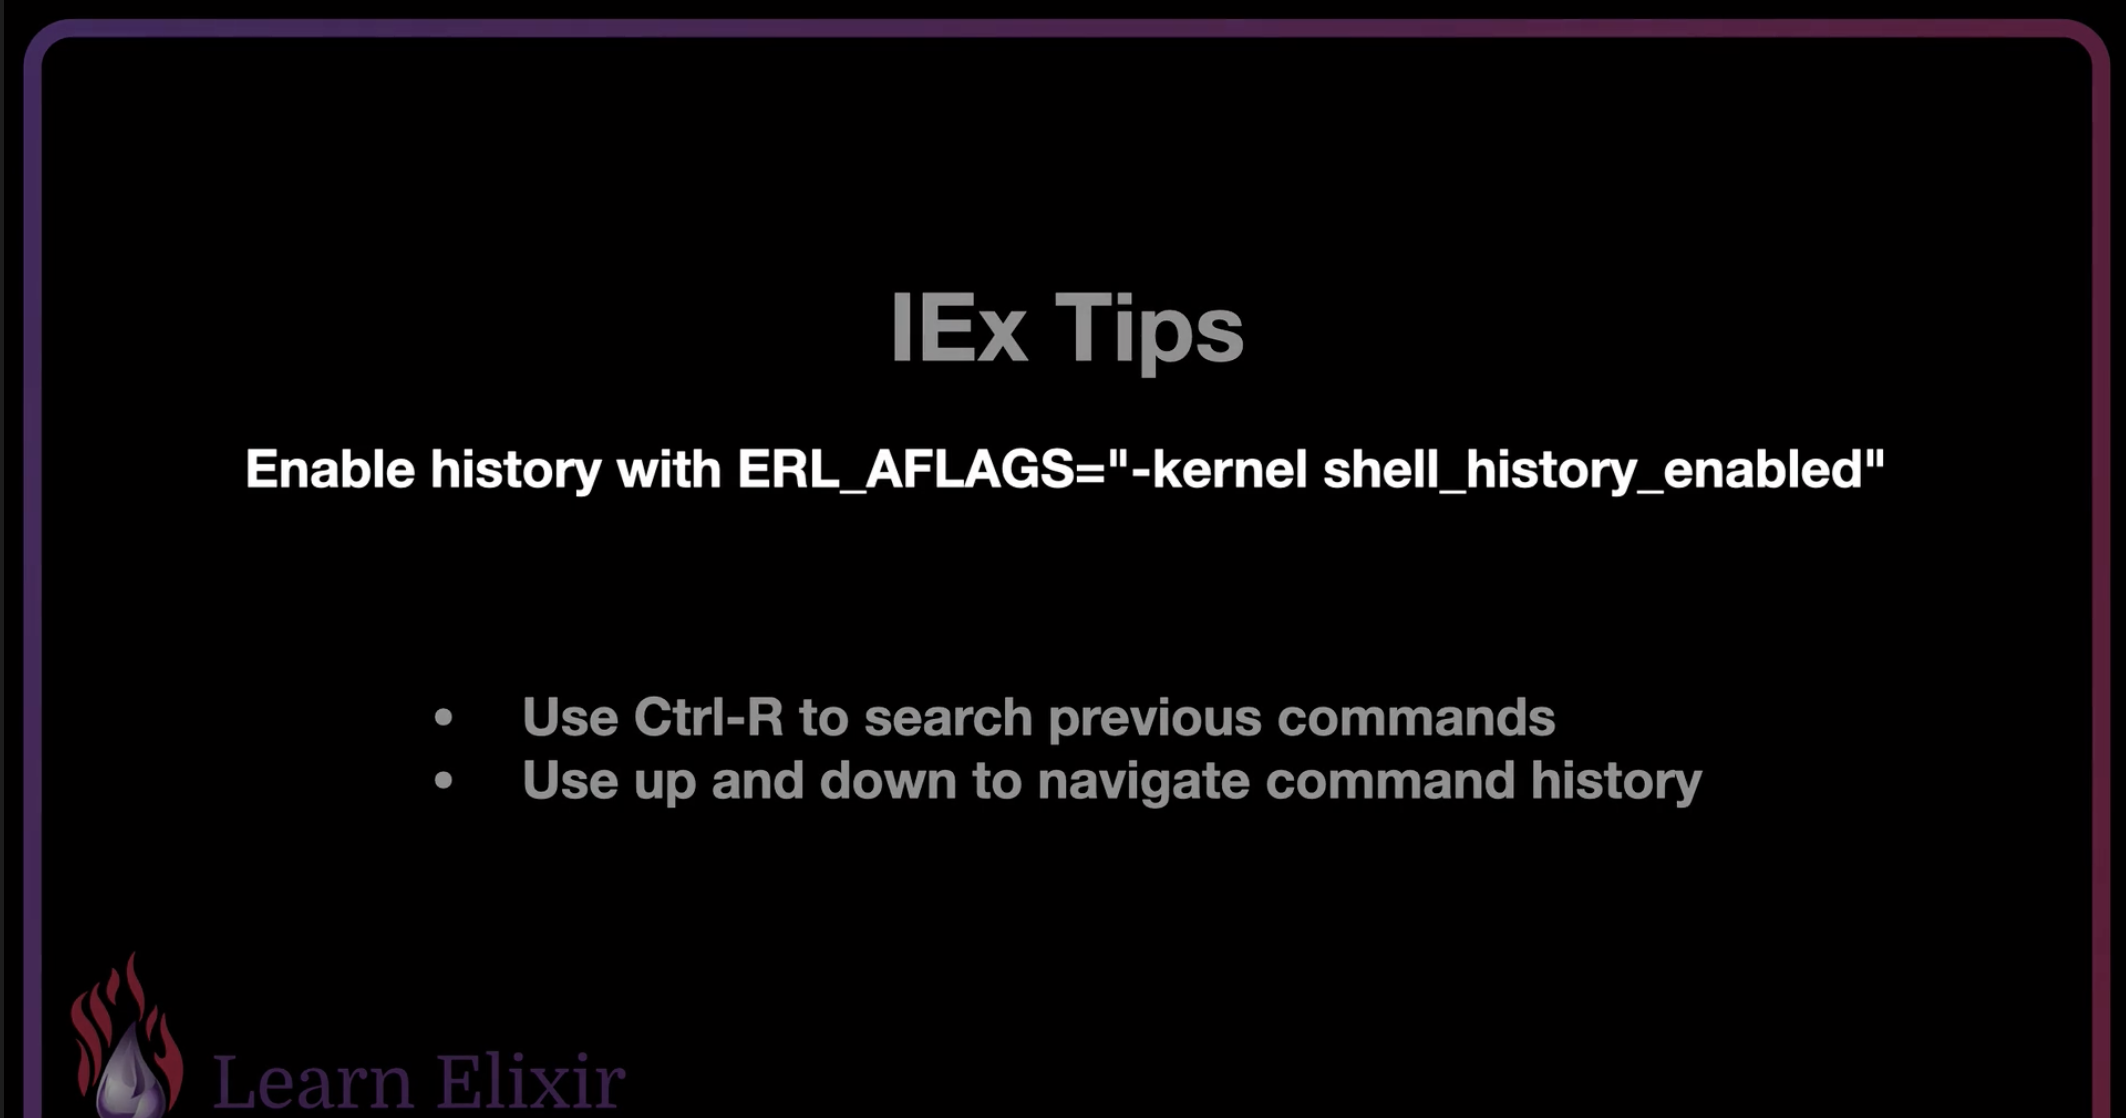 IEx Tips
Enable history with ERL_AFLAGS="-kernel shell_history_enabled"
• Use Ctrl-R to search previous commands
• Use up and down to navigate command history
Learn Elixir